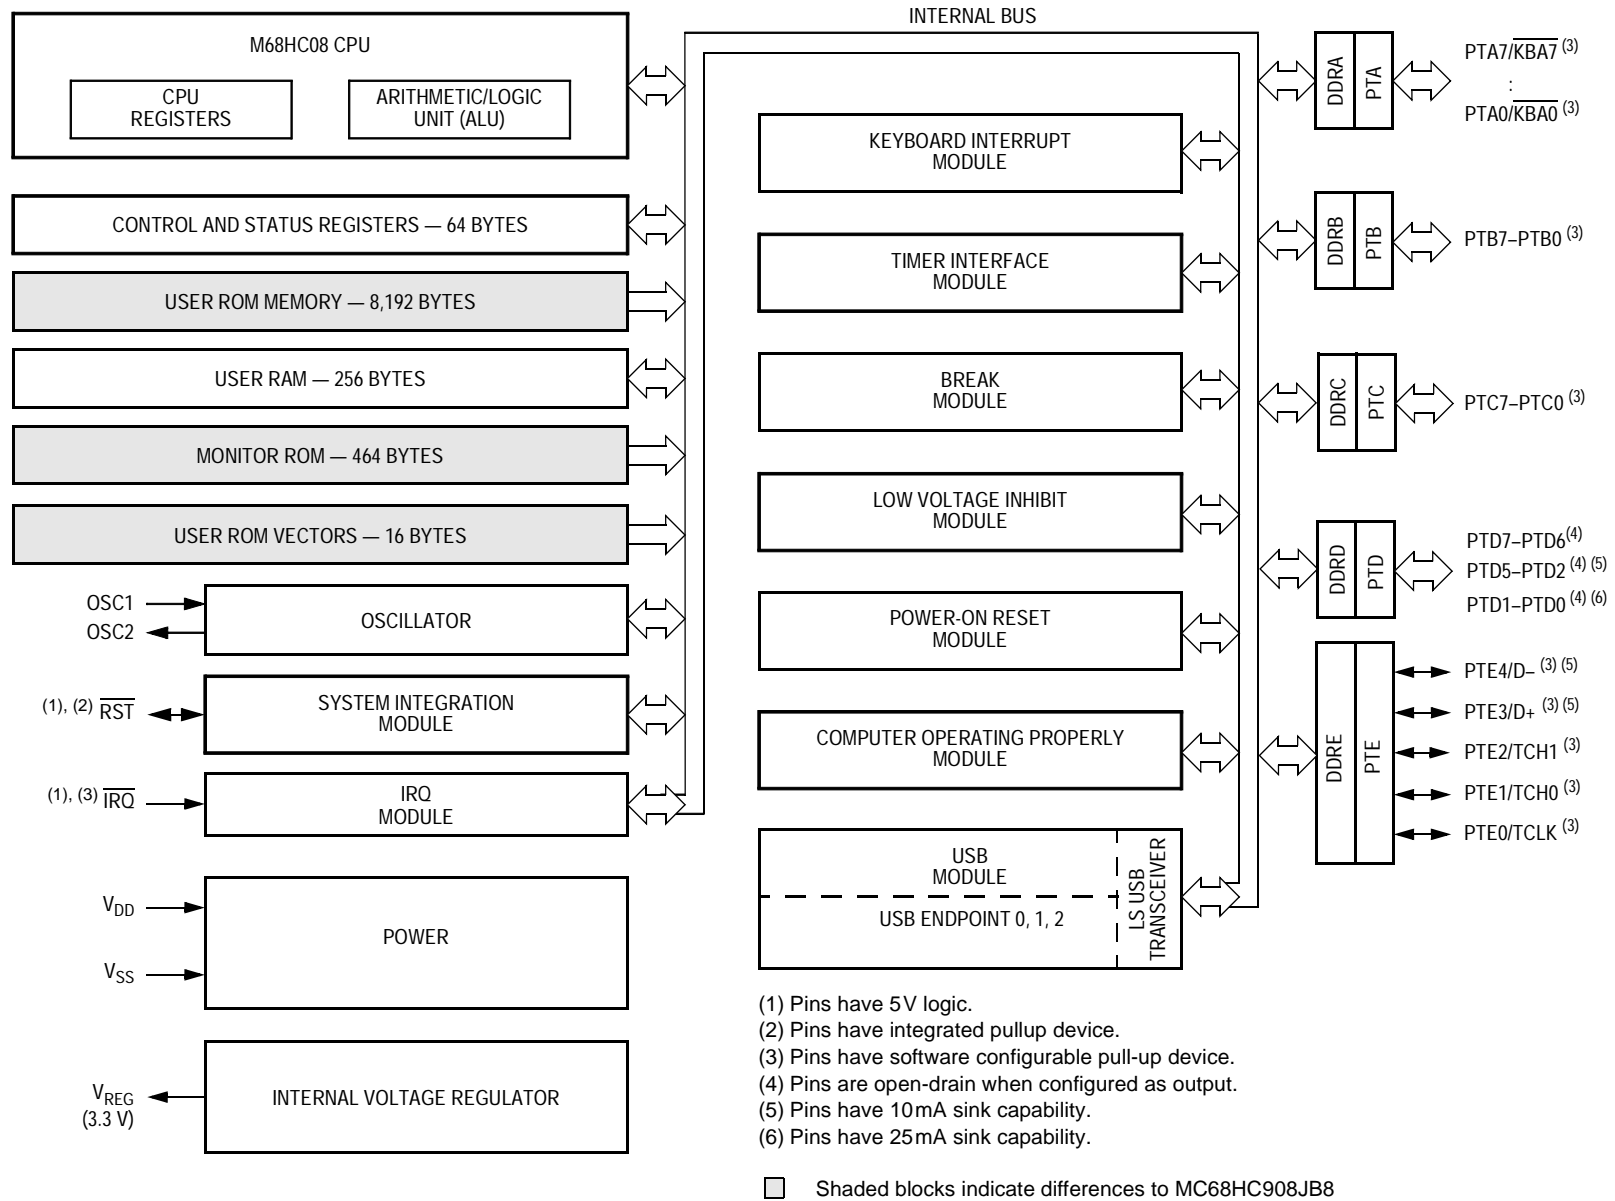 INTERNAL BUS
M68HC08 CPU
CPU
REGISTERS
ARITHMETIC/LOGIC
UNIT (ALU)
CONTROL AND STATUS REGISTERS — 64 BYTES
USER ROM MEMORY — 8,192 BYTES
USER RAM — 256 BYTES
MONITOR ROM — 464 BYTES
USER ROM VECTORS — 16 BYTES
OSC1
OSC2
OSCILLATOR
(1), (2) RST
SYSTEM INTEGRATION
MODULE
(1), (3) IRQ
IRQ
MODULE
VDD
VSS
POWER
VREG
(3.3 V)
INTERNAL VOLTAGE REGULATOR
KEYBOARD INTERRUPT
MODULE
TIMER INTERFACE
MODULE
BREAK
MODULE
LOW VOLTAGE INHIBIT
MODULE
POWER-ON RESET
MODULE
COMPUTER OPERATING PROPERLY
MODULE
USB
MODULE
USB ENDPOINT 0, 1, 2
LS USB
TRANSCEIVER
DDRA
PTA
PTA7/KBA7 (3)
:
PTA0/KBA0 (3)
DDRB
PTB
PTB7–PTB0 (3)
DDRC
PTC
PTC7–PTC0 (3)
DDRD
PTD
PTD7–PTD6 (4)
PTD5–PTD2 (4) (5)
PTD1–PTD0 (4) (6)
DDRE
PTE
PTE4/D– (3) (5)
PTE3/D+ (3) (5)
PTE2/TCH1 (3)
PTE1/TCH0 (3)
PTE0/TCLK (3)
(1) Pins have 5V logic.
(2) Pins have integrated pullup device.
(3) Pins have software configurable pull-up device.
(4) Pins are open-drain when configured as output.
(5) Pins have 10mA sink capability.
(6) Pins have 25mA sink capability.
Shaded blocks indicate differences to MC68HC908JB8